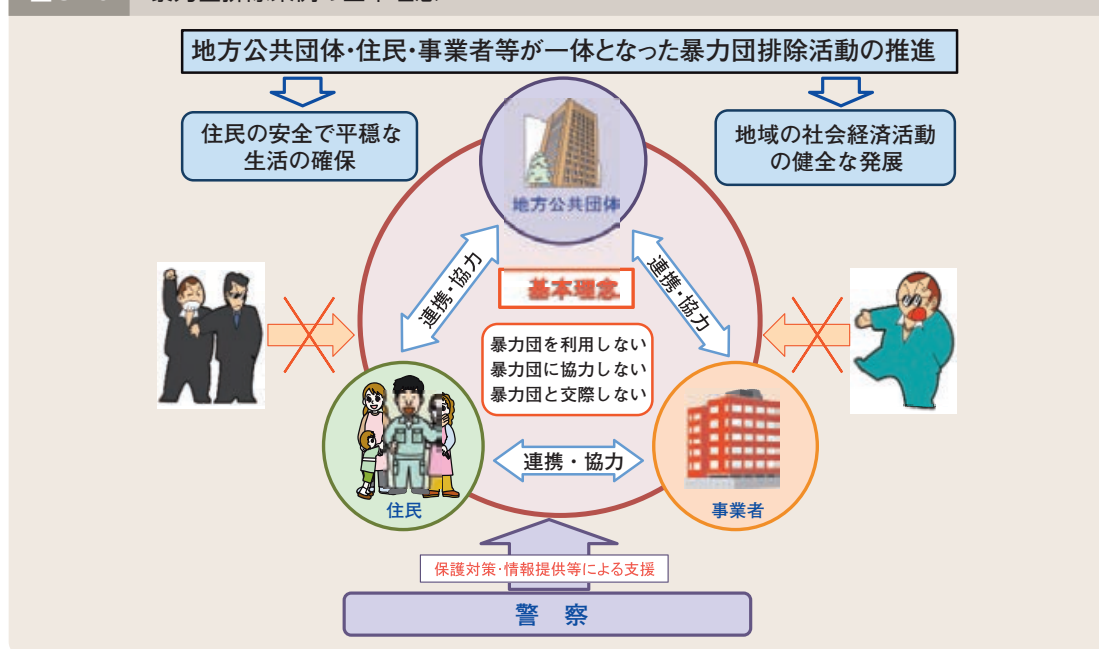 地方公共団体・住民・事業者等が一体となった暴力団排除活動の推進
住民の安全で平穏な
生活の確保
地域の社会経済活動
の健全な発展
地方公共団体
連携・協力
連携・協力
基本理念
暴力団を利用しない
暴力団に協力しない
暴力団と交際しない
連携・協力
住民
事業者
保護対策・情報提供等による支援
警 察